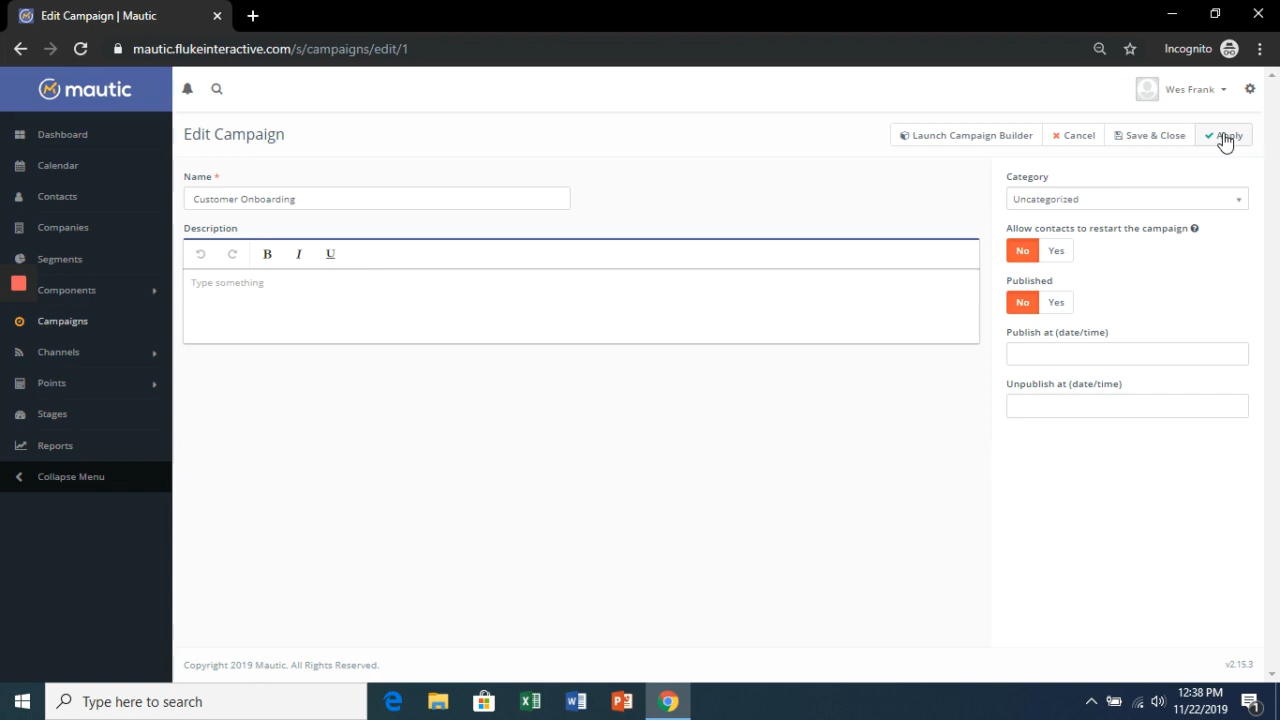 Edit Campaign | Mautic
mautic.flukeinteractive.com/s/campaigns/edit/1
Incognito
mautic
Wes Frank
Dashboard
Calendar
Contacts
Companies
Segments
Components
Campaigns
Channels
Points
Stages
Reports
Collapse Menu
Edit Campaign
Launch Campaign Builder
Cancel
Save & Close
Apply
Name *
Customer Onboarding
Description
B I U
Type something
Category
Uncategorized
Allow contacts to restart the campaign
No Yes
Published
No Yes
Publish at (date/time)
Unpublish at (date/time)
Copyright 2019 Mautic. All Rights Reserved.
v2.15.3
Type here to search
12:38 PM
11/22/2019
1